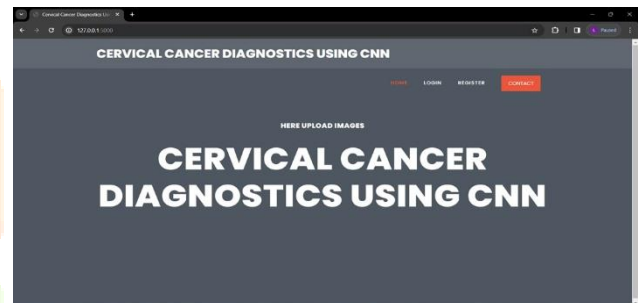 Cervical Cancer Diagnostics Us
127.0.0.1:5000
Paused
CERVICAL CANCER DIAGNOSTICS USING CNN
HOME LOGIN REGISTER CONTACT
HERE UPLOAD IMAGES
CERVICAL CANCER
DIAGNOSTICS USING CNN